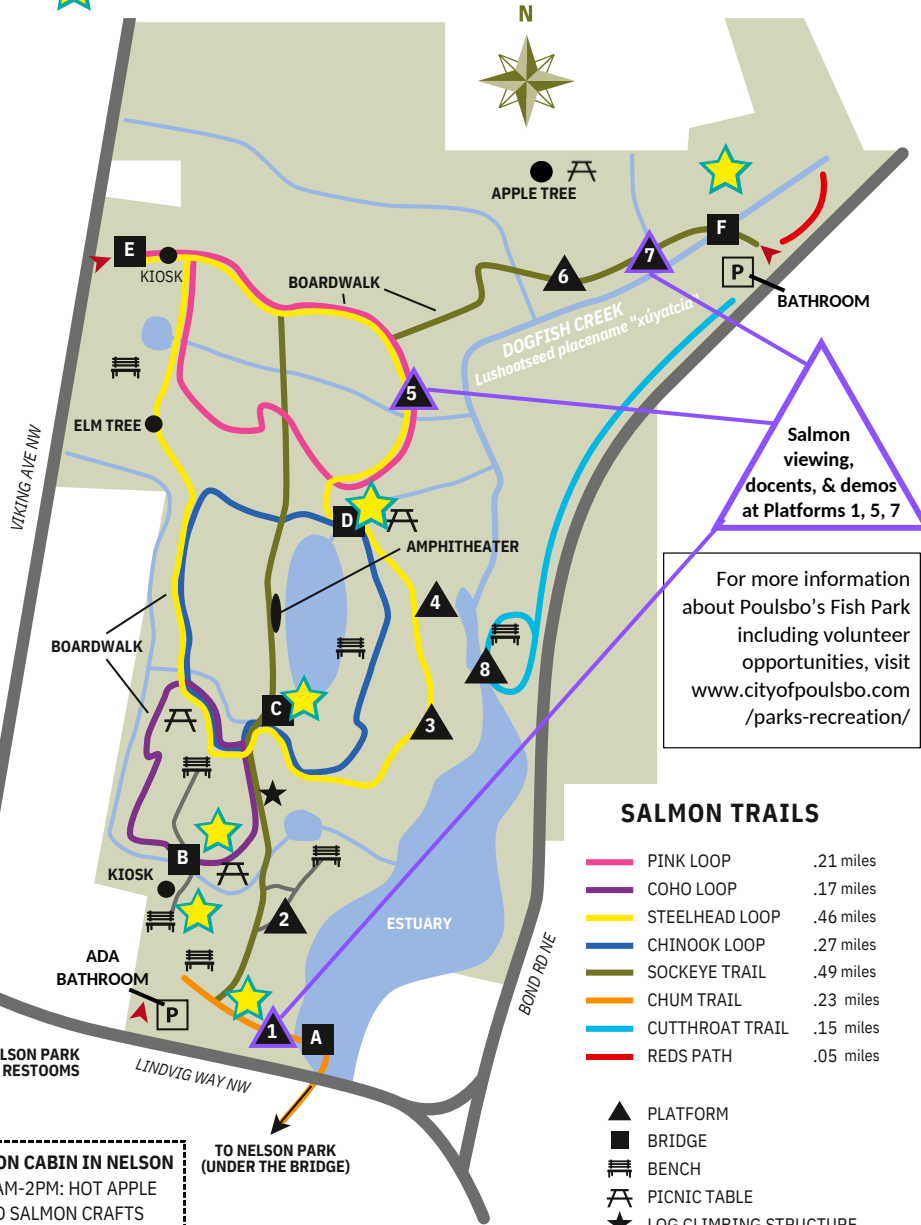 N
APPLE TREE
E
KIOSK
BOARDWALK
6
7
F
P
BATHROOM
DOGFISH CREEK
Lushootseed placename "xúyatcid"
5
ELM TREE
VIKING AVE NW
Salmon
viewing,
docents, & demos
at Platforms 1, 5, 7
D
AMPHITHEATER
4
For more information
about Poulsbo's Fish Park
including volunteer
opportunities, visit
www.cityofpoulsbo.com
/parks-recreation/
BOARDWALK
8
C
3
B
KIOSK
2
ESTUARY
ADA
BATHROOM
P
1
A
BOND RD NE
LINDVIG WAY NW
LSON PARK
RESTOOMS
TO NELSON PARK
(UNDER THE BRIDGE)
ON CABIN IN NELSON
AM-2PM: HOT APPLE
SALMON CRAFTS
SALMON TRAILS
PINK LOOP .21 miles
COHO LOOP .17 miles
STEELHEAD LOOP .46 miles
CHINOOK LOOP .27 miles
SOCKEYE TRAIL .49 miles
CHUM TRAIL .23 miles
CUTTHROAT TRAIL .15 miles
REDS PATH .05 miles
PLATFORM
BRIDGE
BENCH
PICNIC TABLE
LOG CLIMBING STRUCTURE